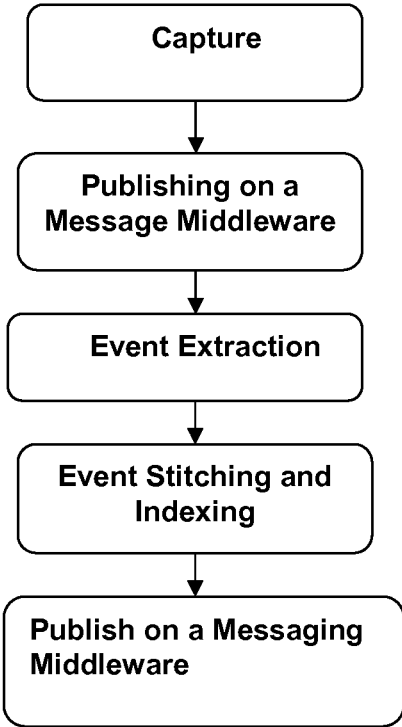 Capture
Publishing on a
Message Middleware
Event Extraction
Event Stitching and
Indexing
Publish on a Messaging
Middleware